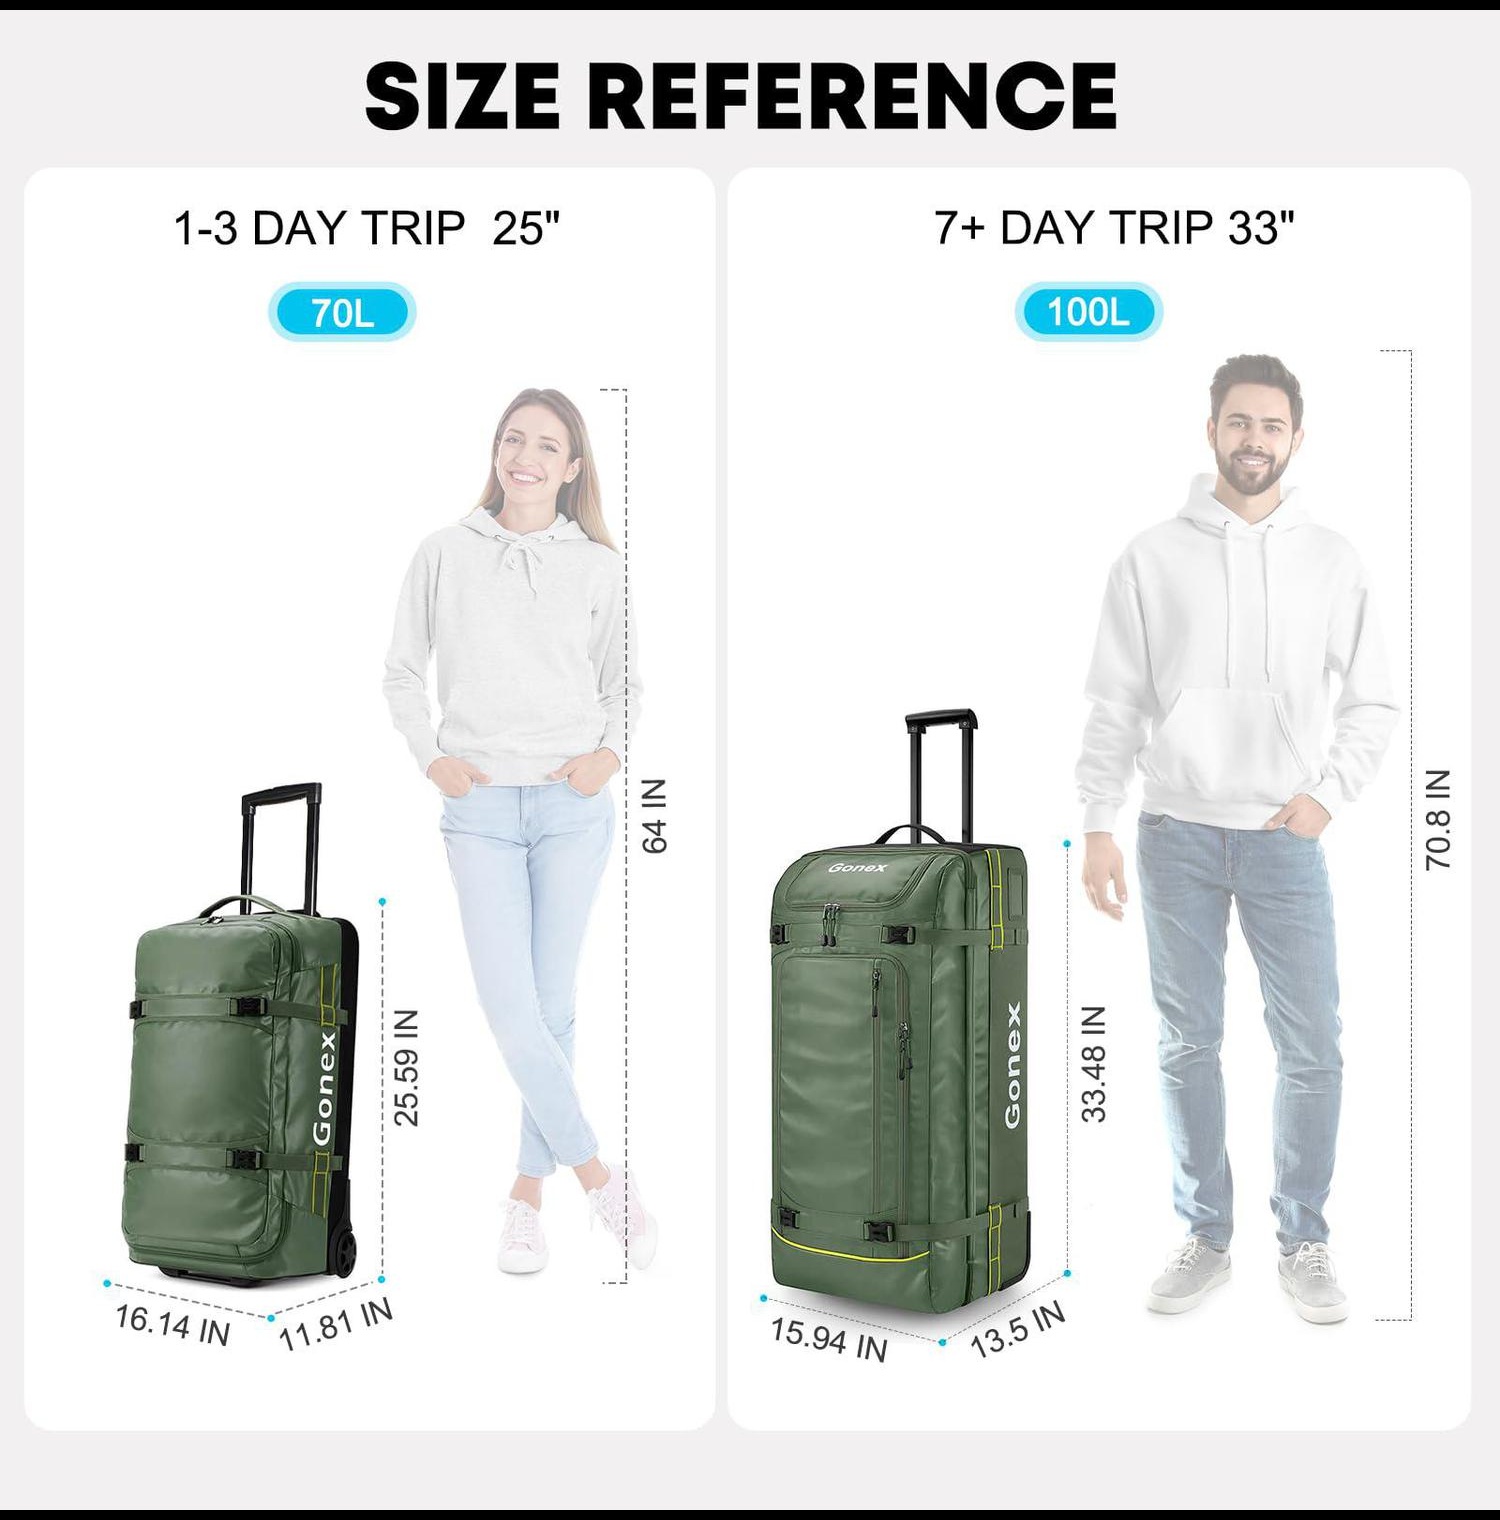 SIZE REFERENCE
1-3 DAY TRIP 25"
70L
64 IN
Gonex
25.59 IN
16.14 IN
11.81 IN
7+ DAY TRIP 33"
100L
70.8 IN
Gonex
Gonex
33.48 IN
15.94 IN
13.5 IN